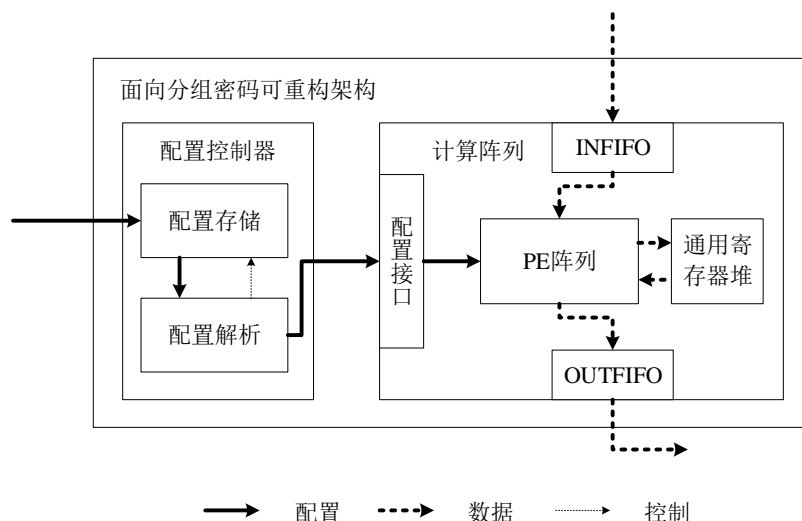 面向分组密码可重构架构
配置控制器
配置存储
配置解析
计算阵列
INFIFO
配置接口
PE阵列
通用寄
存器堆
OUTFIFO
配置
数据
控制